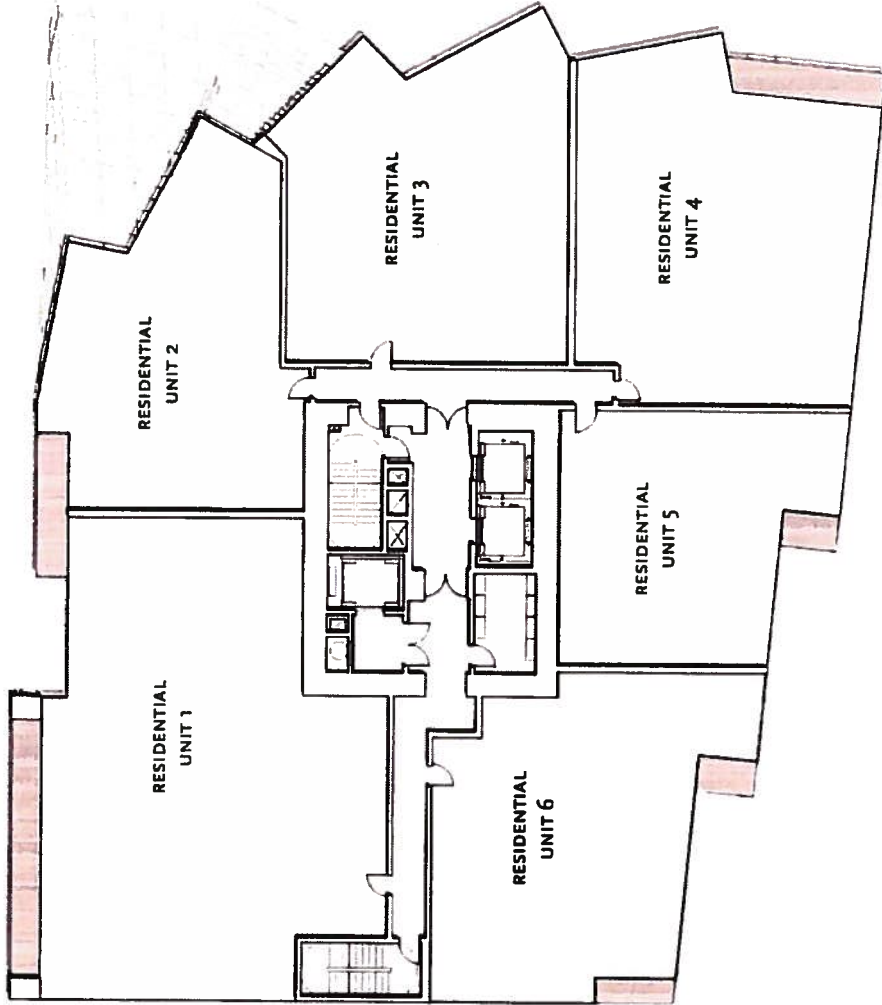 RESIDENTIAL
UNIT 1
RESIDENTIAL
UNIT 2
RESIDENTIAL
UNIT 3
RESIDENTIAL
UNIT 4
RESIDENTIAL
UNIT 5
RESIDENTIAL
UNIT 6